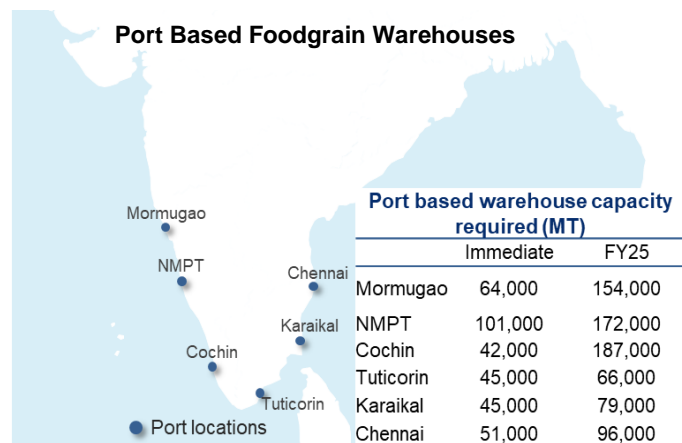 Port Based Foodgrain Warehouses
Mormugao
NMPT
Chennai
Karaikal
Cochin
Tuticorin
Port locations
Port based warehouse capacity
required (MT)
Immediate FY25
Mormugao 64,000 154,000
NMPT 101,000 172,000
Cochin 42,000 187,000
Tuticorin 45,000 66,000
Karaikal 45,000 79,000
Chennai 51,000 96,000